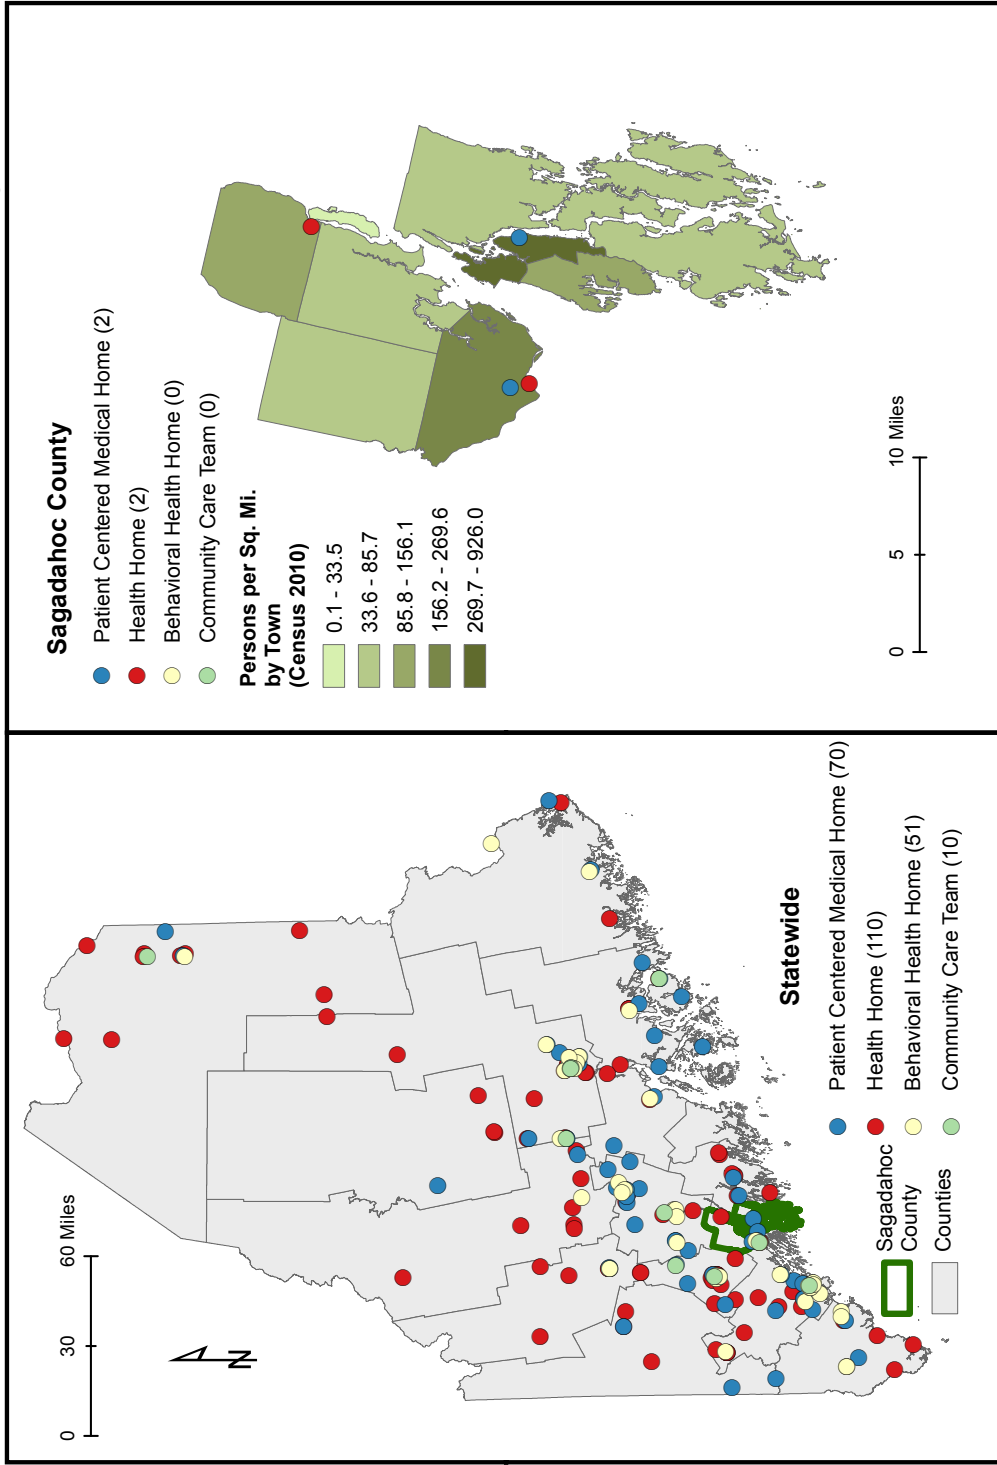 Sagadahoc County
Patient Centered Medical Home (2)
Health Home (2)
Behavioral Health Home (0)
Community Care Team (0)
Persons per Sq. Mi.
by Town
(Census 2010)
0.1 - 33.5
33.6 - 85.7
85.8 - 156.1
156.2 - 269.6
269.7 - 926.0
0 5 10 Miles
0 30 60 Miles
N
Statewide
Patient Centered Medical Home (70)
Health Home (110)
Behavioral Health Home (51)
Community Care Team (10)
Sagadahoc
County
Counties